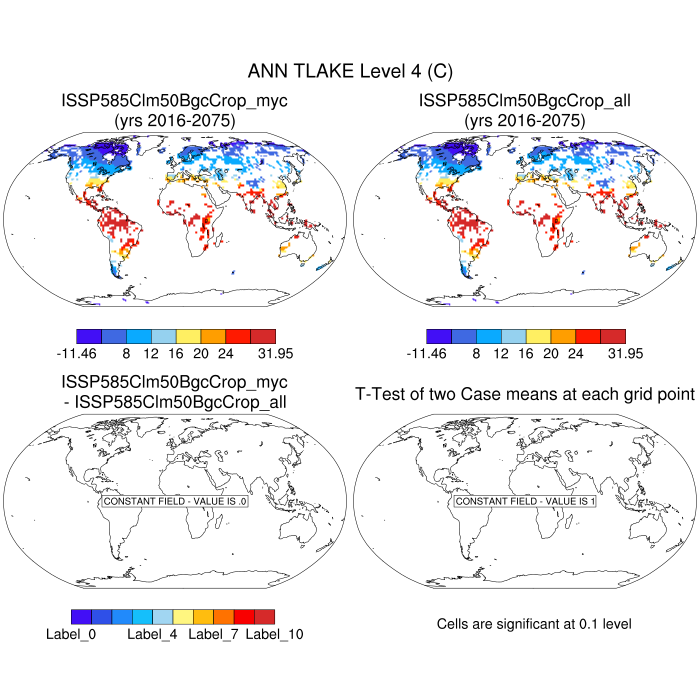 ANN TLAKE Level 4 (C)
ISSP585Clm50BgcCrop_myc
(yrs 2016-2075)
ISSP585Clm50BgcCrop_all
(yrs 2016-2075)
-11.46 8 12 16 20 24 31.95
-11.46 8 12 16 20 24 31.95
ISSP585Clm50BgcCrop_myc
- ISSP585Clm50BgcCrop_all
T-Test of two Case means at each grid point
CONSTANT FIELD - VALUE IS .0
CONSTANT FIELD - VALUE IS 1
Label_0 Label_4 Label_7 Label_10
Cells are significant at 0.1 level